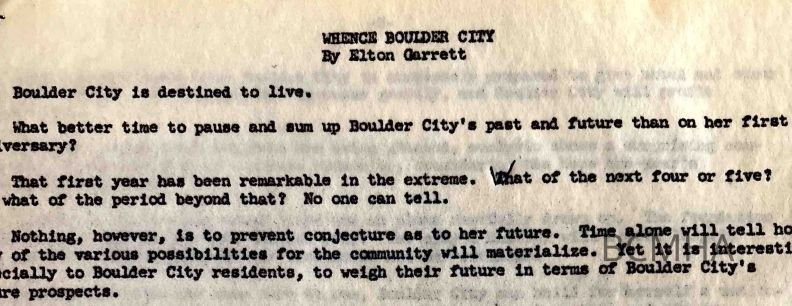 WHENCE BOULDER CITY
By Elton Garrett
Boulder City is destined to live.
What better time to pause and sum up Boulder City's past and future than on her first
versary?
That first year has been remarkable in the extreme. What of the next four or five?
what of the period beyond that? No one can tell.
Nothing, however, is to prevent conjecture as to her future. Time alone will tell ho
y of the various possibilities for the community will materialize. Yet it is interesti
cially to Boulder City residents, to weigh their future in terms of Boulder City's
re prospects.